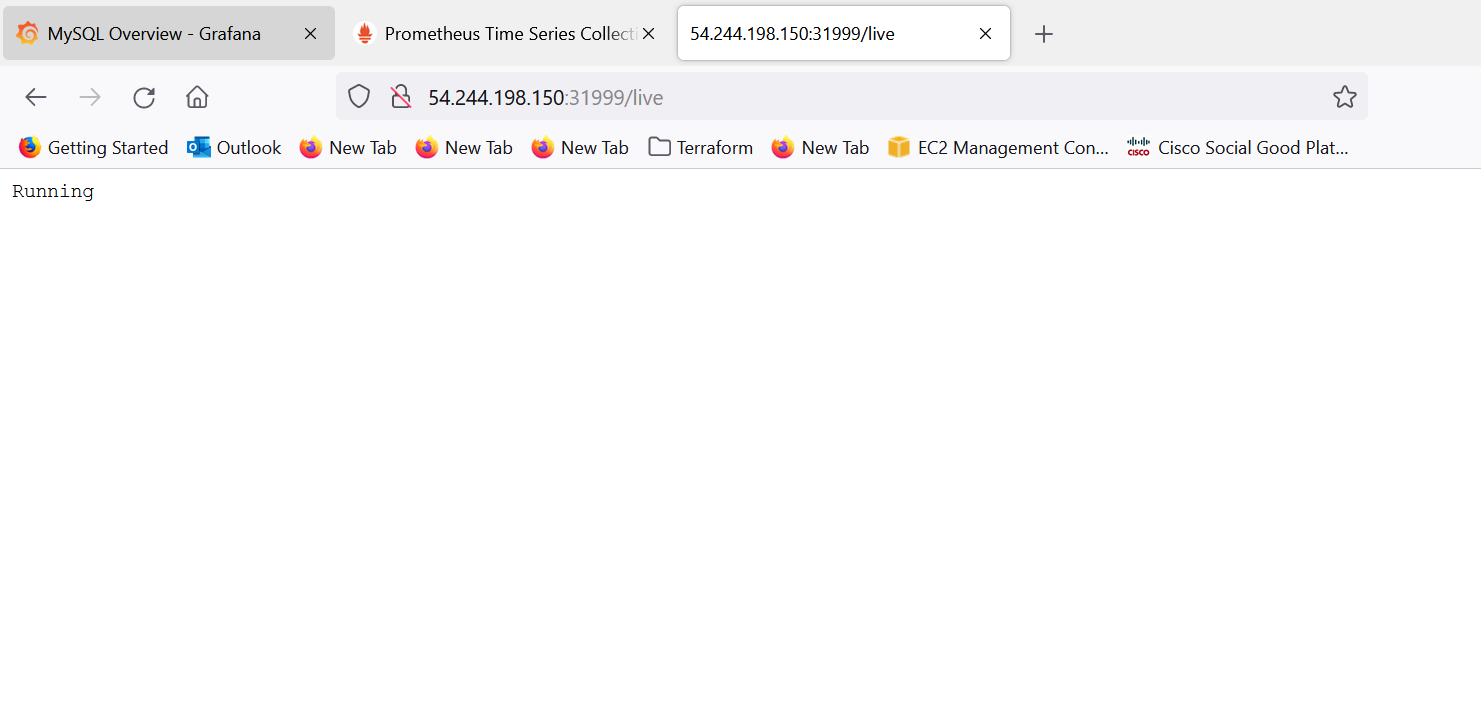 MySQL Overview - Grafana
Prometheus Time Series Collecti
54.244.198.150:31999/live
54.244.198.150:31999/live
Getting Started Outlook New Tab New Tab New Tab Terraform New Tab EC2 Management Con... CISCO Cisco Social Good Plat...
Running